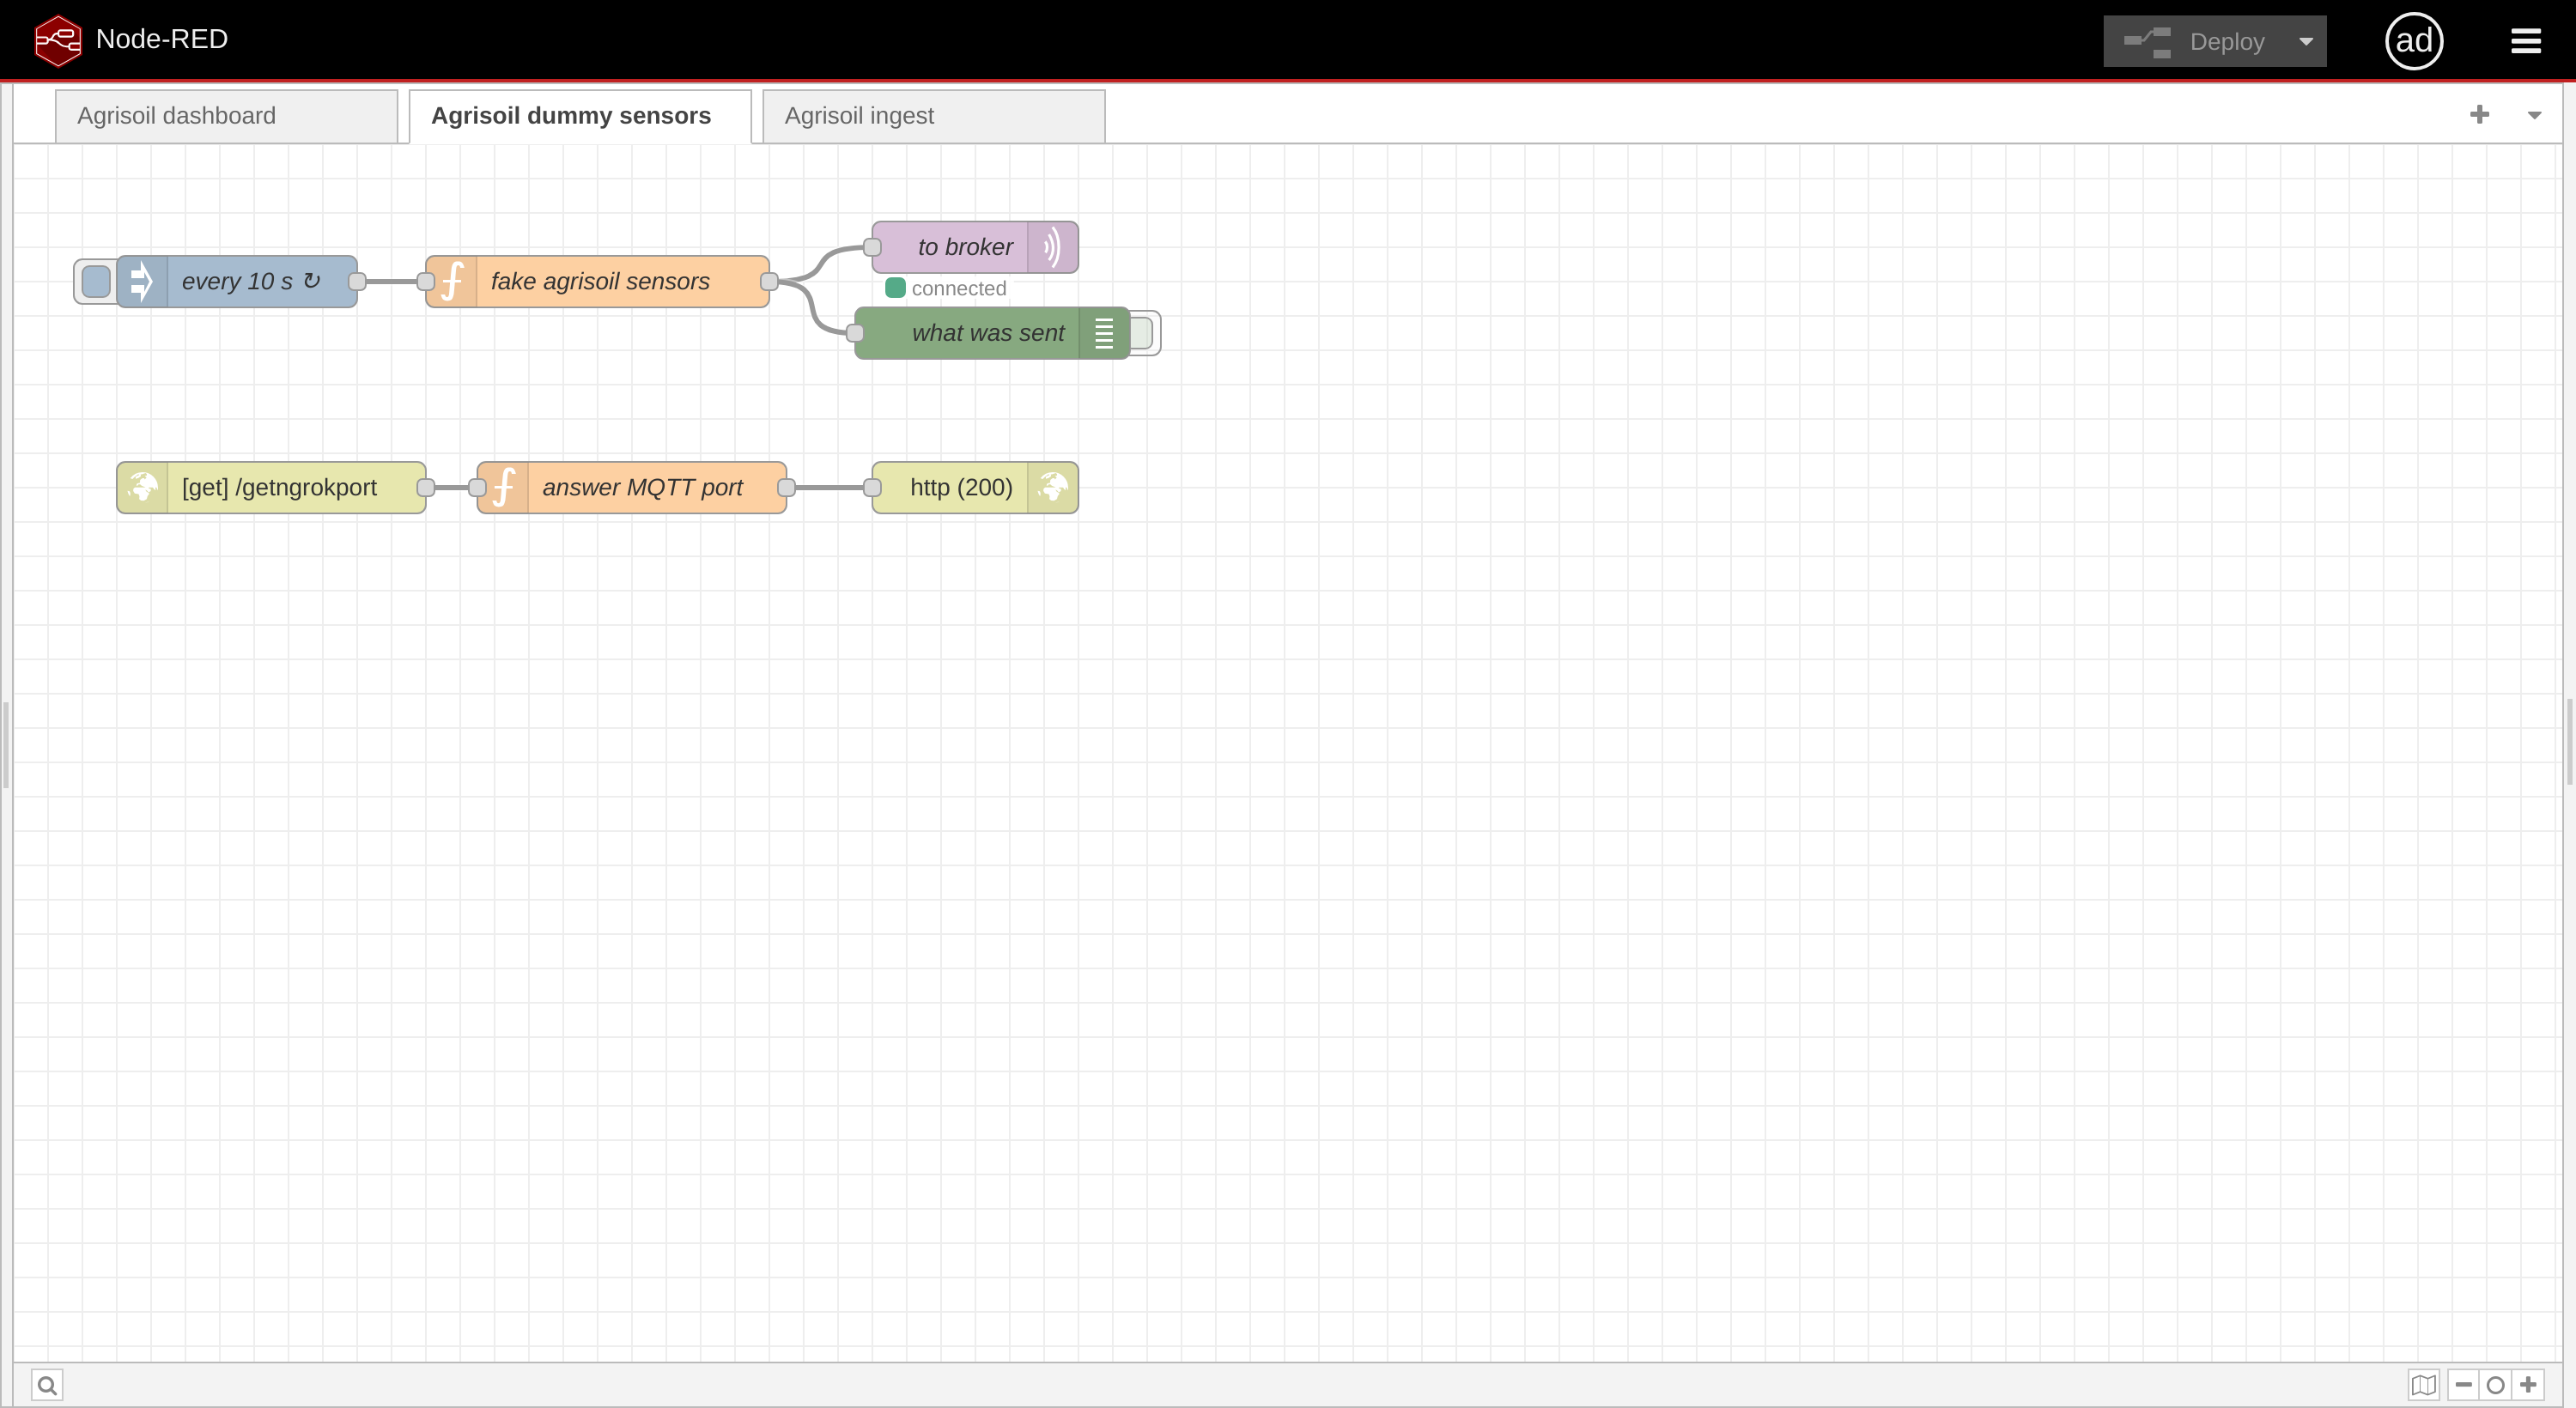 Node-RED
Deploy
ad
Agrisoil dashboard
Agrisoil dummy sensors
Agrisoil ingest
to broker
every 10 s ↻
fake agrisoil sensors
connected
what was sent
[get] /getngrokport
answer MQTT port
http (200)